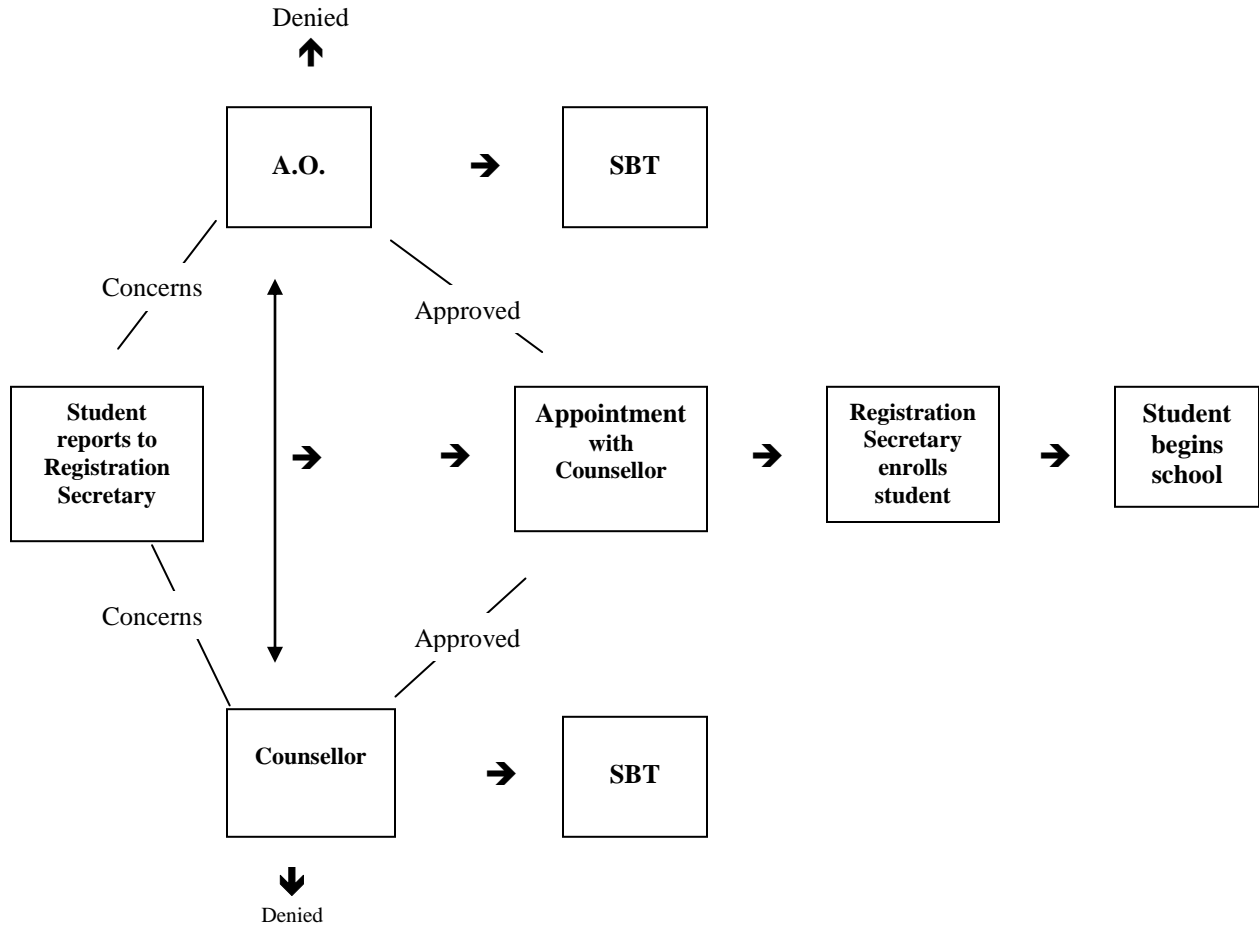 Denied
A.O.
SBT
Concerns
Approved
Student
reports to
Registration
Secretary
Appointment
with
Counsellor
Registration
Secretary
enrolls
student
Student
begins
school
Concerns
Approved
Counsellor
SBT
Denied